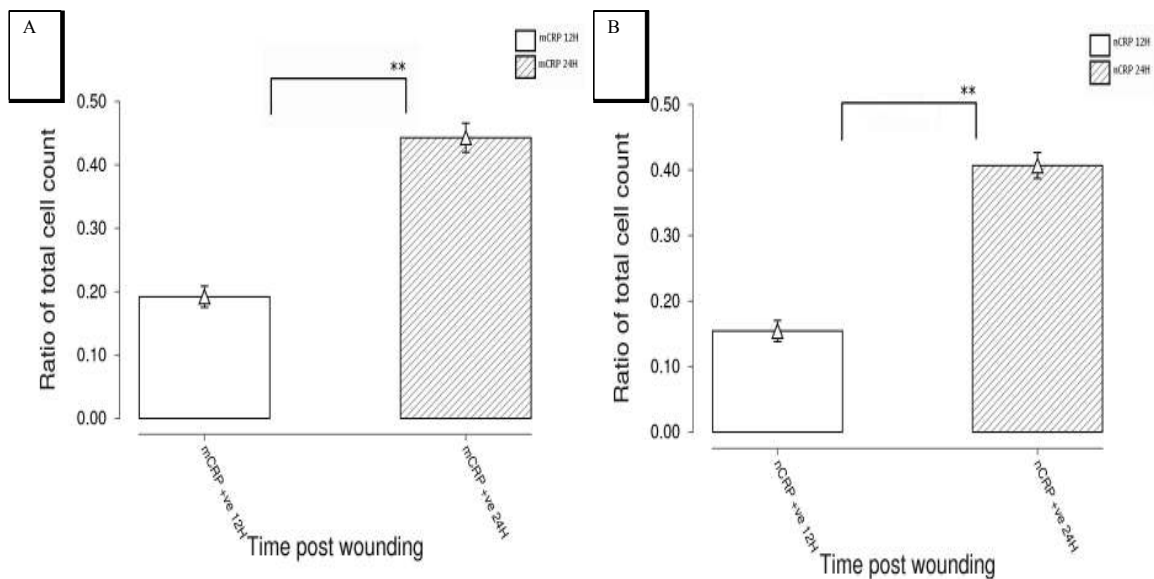 A
mCRP 12H
mCRP 24H
**
0.50
0.40
0.30
0.20
0.10
0.00
Ratio of total cell count
mCRP +ve 12H
mCRP +ve 24H
Time post wounding
B
nCRP 12H
mCRP 24H
**
0.50
0.40
0.30
0.20
0.10
0.00
Ratio of total cell count
nCRP +ve 12H
nCRP +ve 24H
Time post wounding